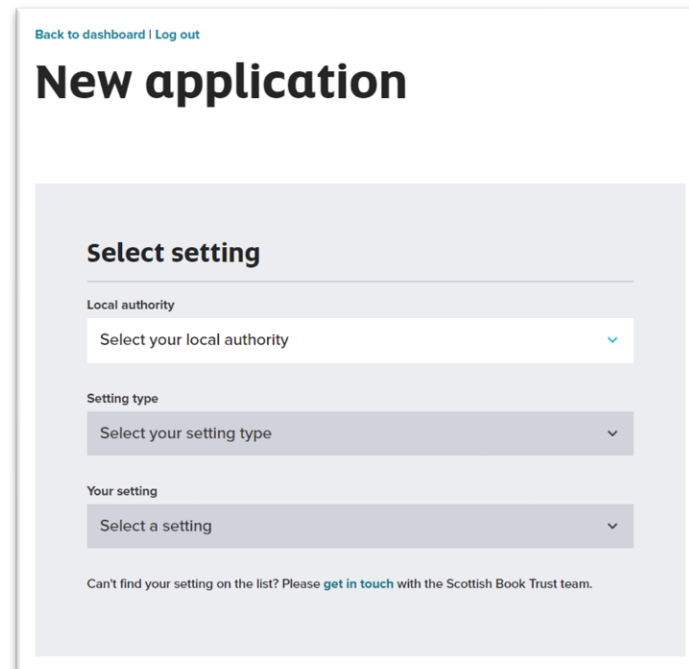 Back to dashboard | Log out
New application
Select setting
Local authority
Select your local authority
Setting type
Select your setting type
Your setting
Select a setting
Can't find your setting on the list? Please get in touch with the Scottish Book Trust team.